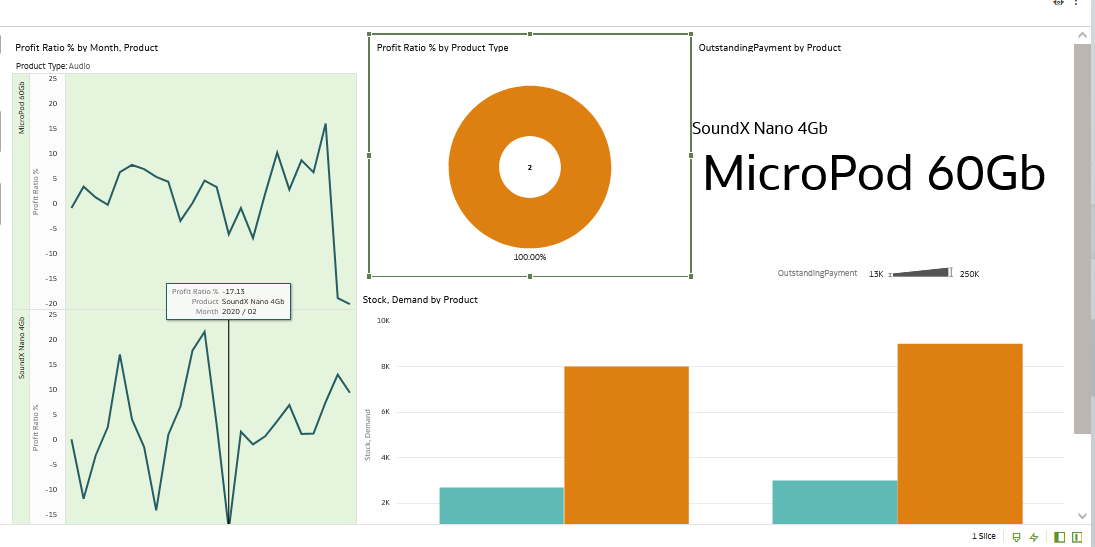 Profit Ratio % by Month, Product
Product Type: Audio
MicroPod 60Gb
Profit Ratio %
25
20
15
10
5
0
-5
-10
-15
-20
Profit Ratio % -17.13
Product SoundX Nano 4Gb
Month 2020 / 02
SoundX Nano 4Gb
Profit Ratio %
25
20
15
10
5
0
-5
-10
-15
Profit Ratio % by Product Type
2
100.00%
OutstandingPayment by Product
SoundX Nano 4Gb
MicroPod 60Gb
OutstandingPayment 13K 250K
Stock, Demand by Product
Stock, Demand
10K
8K
6K
4K
2K
1 Slice